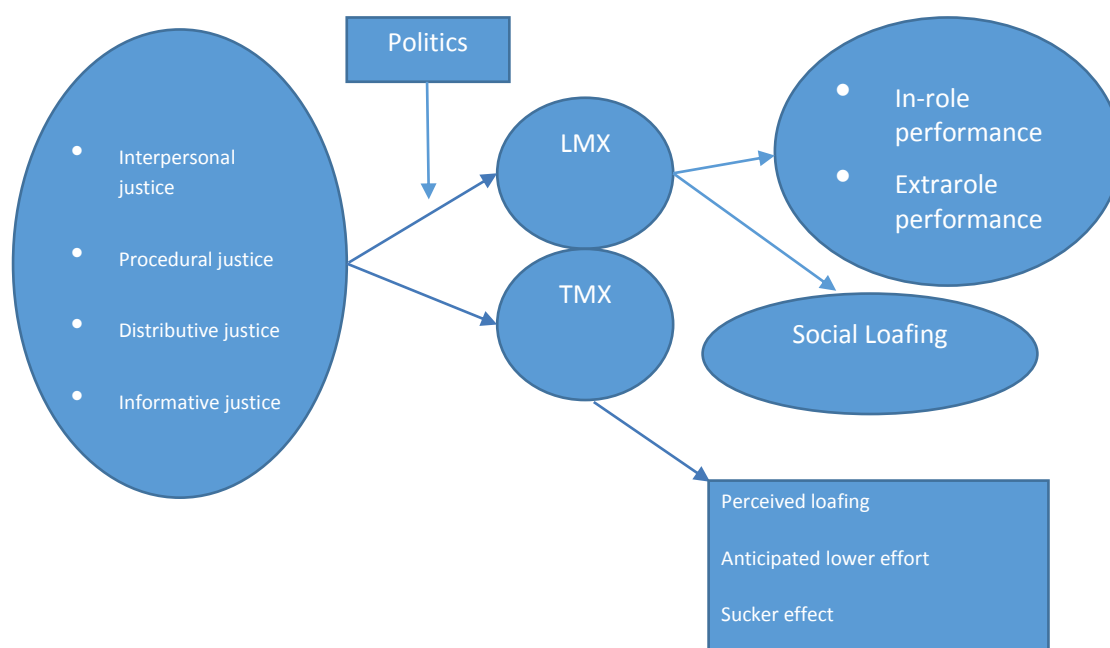 Politics
Interpersonal
justice
Procedural justice
Distributive justice
Informative justice
LMX
TMX
In-role
performance
Extrarole
performance
Social Loafing
Perceived loafing
Anticipated lower effort
Sucker effect